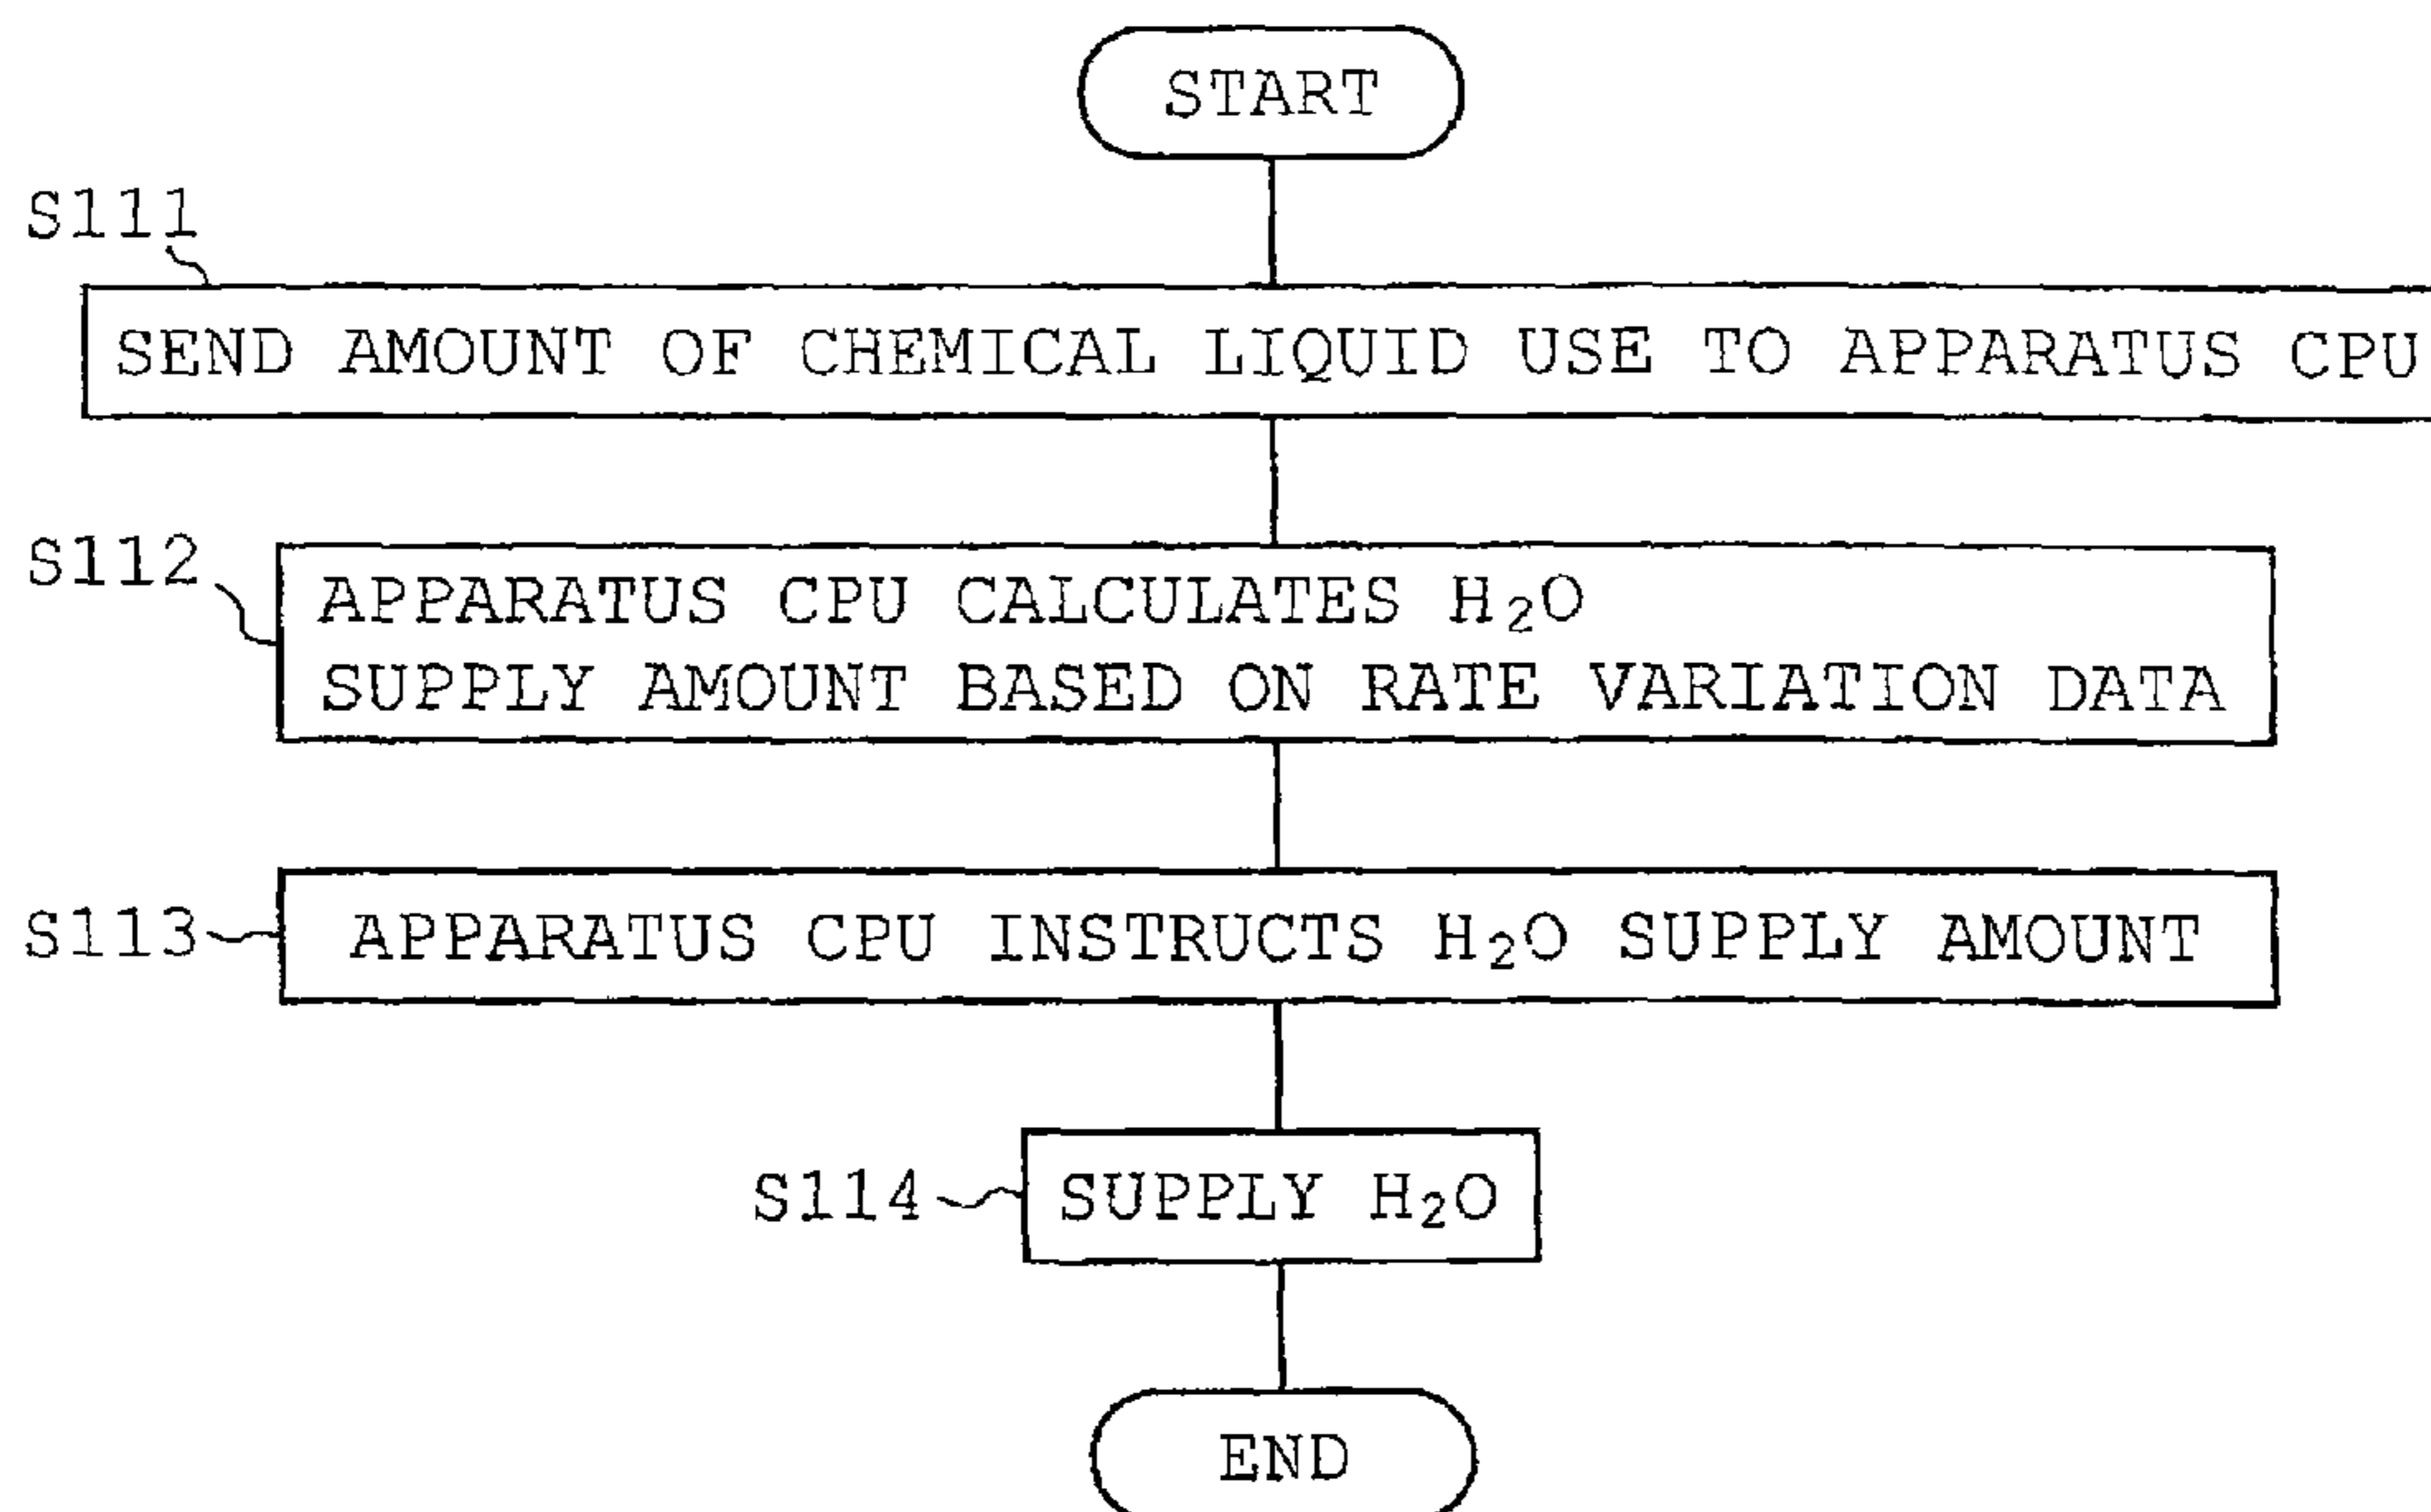 START
S111
SEND AMOUNT OF CHEMICAL LIQUID USE TO APPARATUS CPU
S112
APPARATUS CPU CALCULATES H₂O
SUPPLY AMOUNT BASED ON RATE VARIATION DATA
S113
APPARATUS CPU INSTRUCTS H₂O SUPPLY AMOUNT
S114
SUPPLY H₂O
END